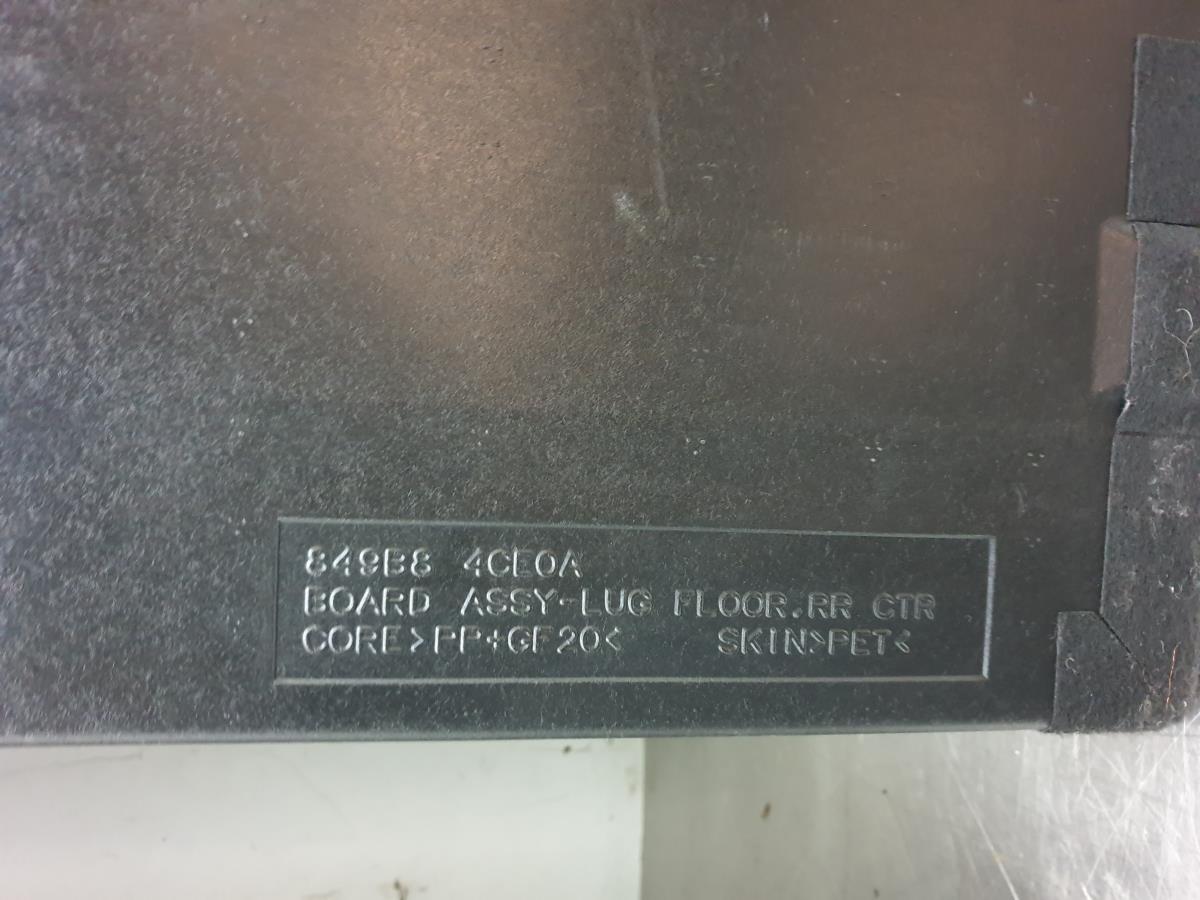 849B8 4CE0A
BOARD ASSY-LUG FLOOR.RR CTR
CORE>PP+GF20< SKIN>PET<